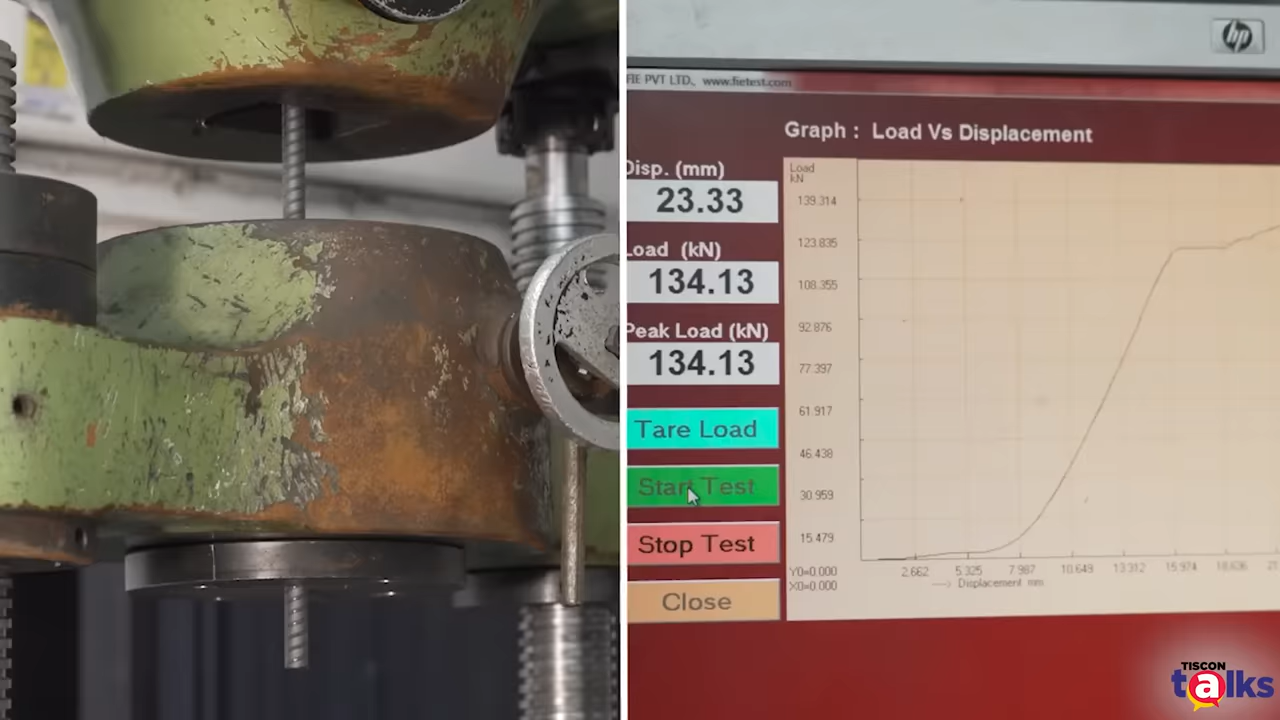 hp
FIE PVT LTD., www.fietest.com
Graph : Load Vs Displacement
Disp. (mm)
23.33
Load (kN)
134.13
Peak Load (kN)
134.13
Tare Load
Start Test
Stop Test
Close
Load
kN
139.314
123.835
108.355
92.876
77.397
61.917
46.438
30.959
15.479
Y0=0.000
X0=0.000
2.662 5.325 7.987 10.649 13.312 15.974 18.636
Displacement mm
TISCON
talks